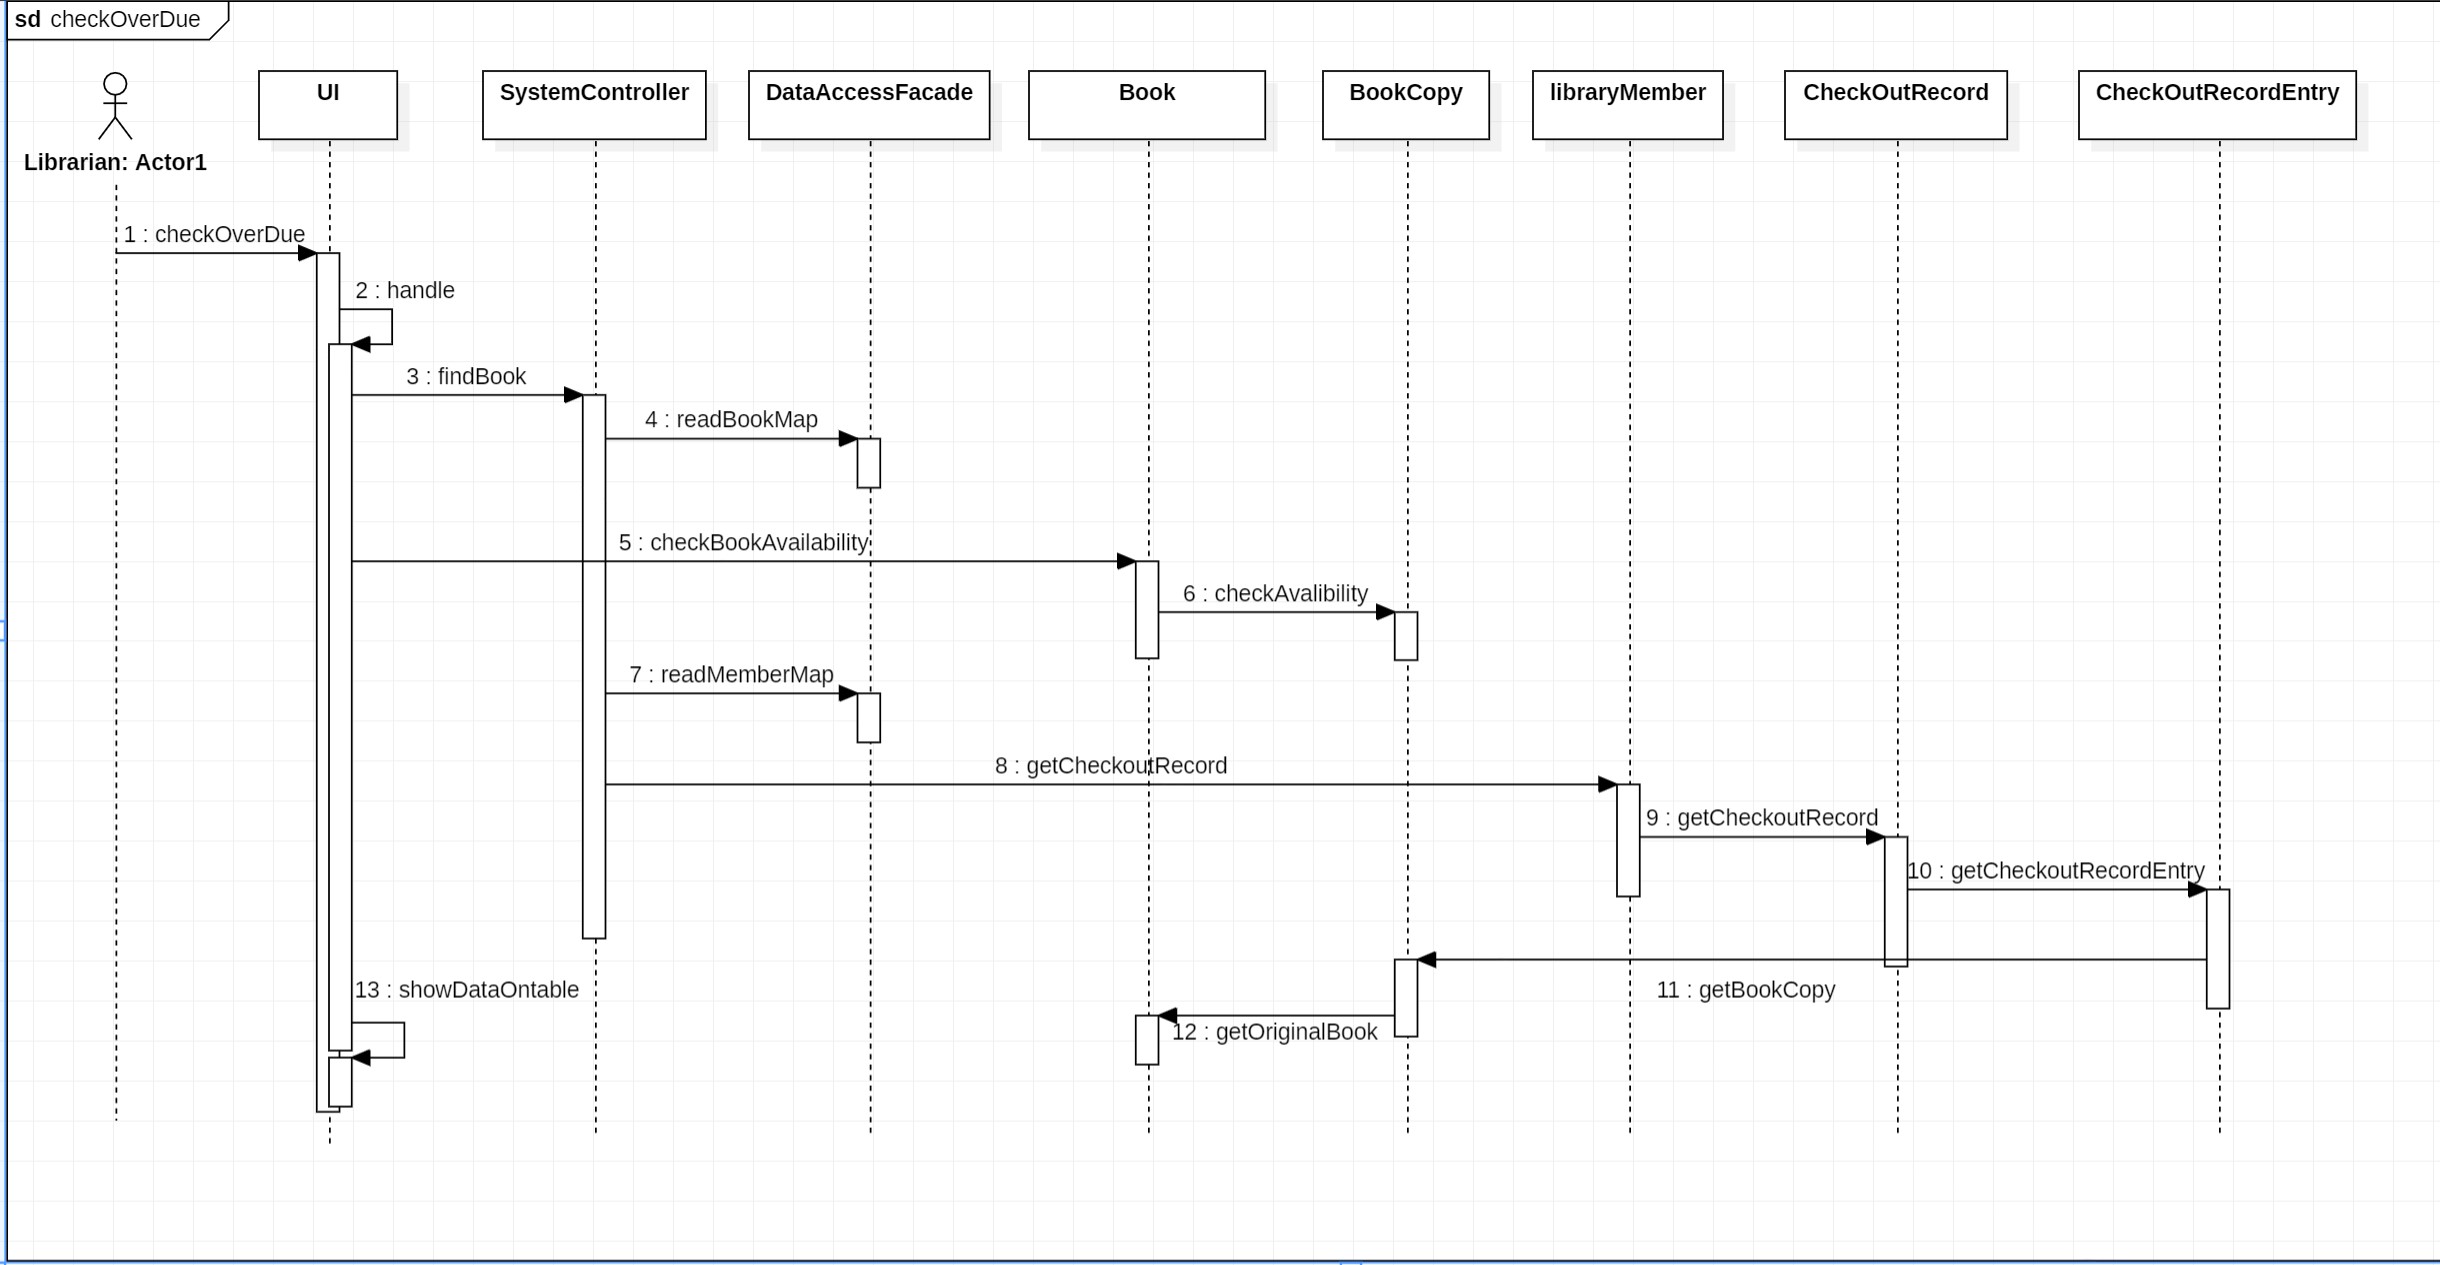 sd checkOverDue
UI
SystemController
DataAccessFacade
Book
BookCopy
libraryMember
CheckOutRecord
CheckOutRecordEntry
Librarian: Actor1
1 : checkOverDue
2 : handle
3 : findBook
4 : readBookMap
5 : checkBookAvailability
6 : checkAvalibility
7 : readMemberMap
8 : getCheckoutRecord
9 : getCheckoutRecord
10 : getCheckoutRecordEntry
13 : showDataOntable
11 : getBookCopy
12 : getOriginalBook